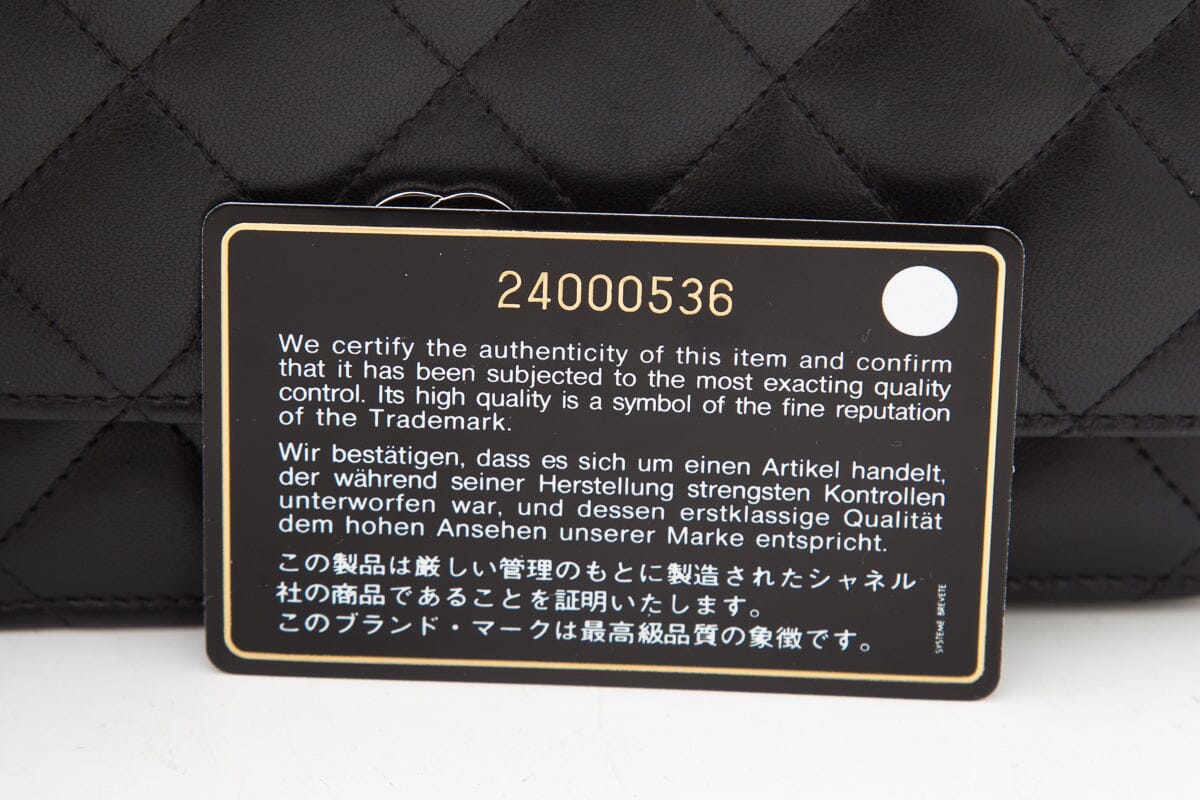 24000536
We certify the authenticity of this item and confirm
that it has been subjected to the most exacting quality
control. Its high quality is a symbol of the fine reputation
of the Trademark.
Wir bestätigen, dass es sich um einen Artikel handelt,
der während seiner Herstellung strengsten Kontrollen
unterworfen war, und dessen erstklassige Qualität
dem hohen Ansehen unserer Marke entspricht.
この製品は厳しい管理のもとに製造されたシャネル
社の商品であることを証明いたします。
このブランド・マークは最高級品質の象徴です。
SYSTEME BREVETE